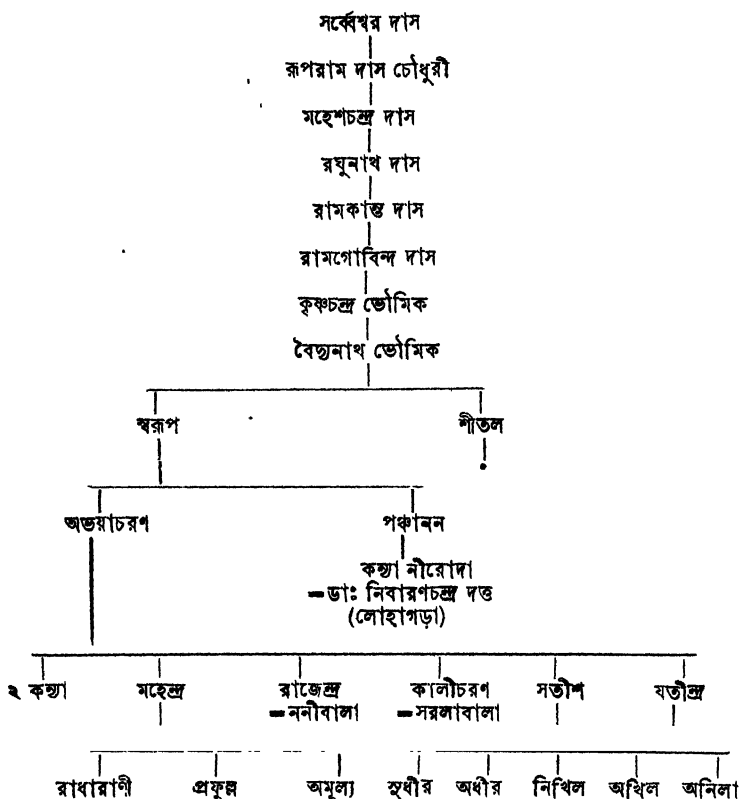 সর্ব্বেশ্বর দাস
রূপরাম দাস চৌধুরী
মহেশচন্দ্র দাস
রঘুনাথ দাস
রামকান্ত দাস
রামগোবিন্দ দাস
কৃষ্ণচন্দ্র ভৌমিক
বৈদ্যনাথ ভৌমিক
স্বরূপ শীতল
অভয়াচরণ পঞ্চানন
কন্যা নীরোদা
=ডাঃ নিবারণচন্দ্র দত্ত
(লোহাগড়া)
২ কন্যা মহেন্দ্র রাজেন্দ্র কালীচরণ সতীশ যতীন্দ্র
=ননীবালা =সরলাবালা
রাধারাণী প্রফুল্ল অমূল্য সুধীর অধীর নিখিল অখিল অনিলা